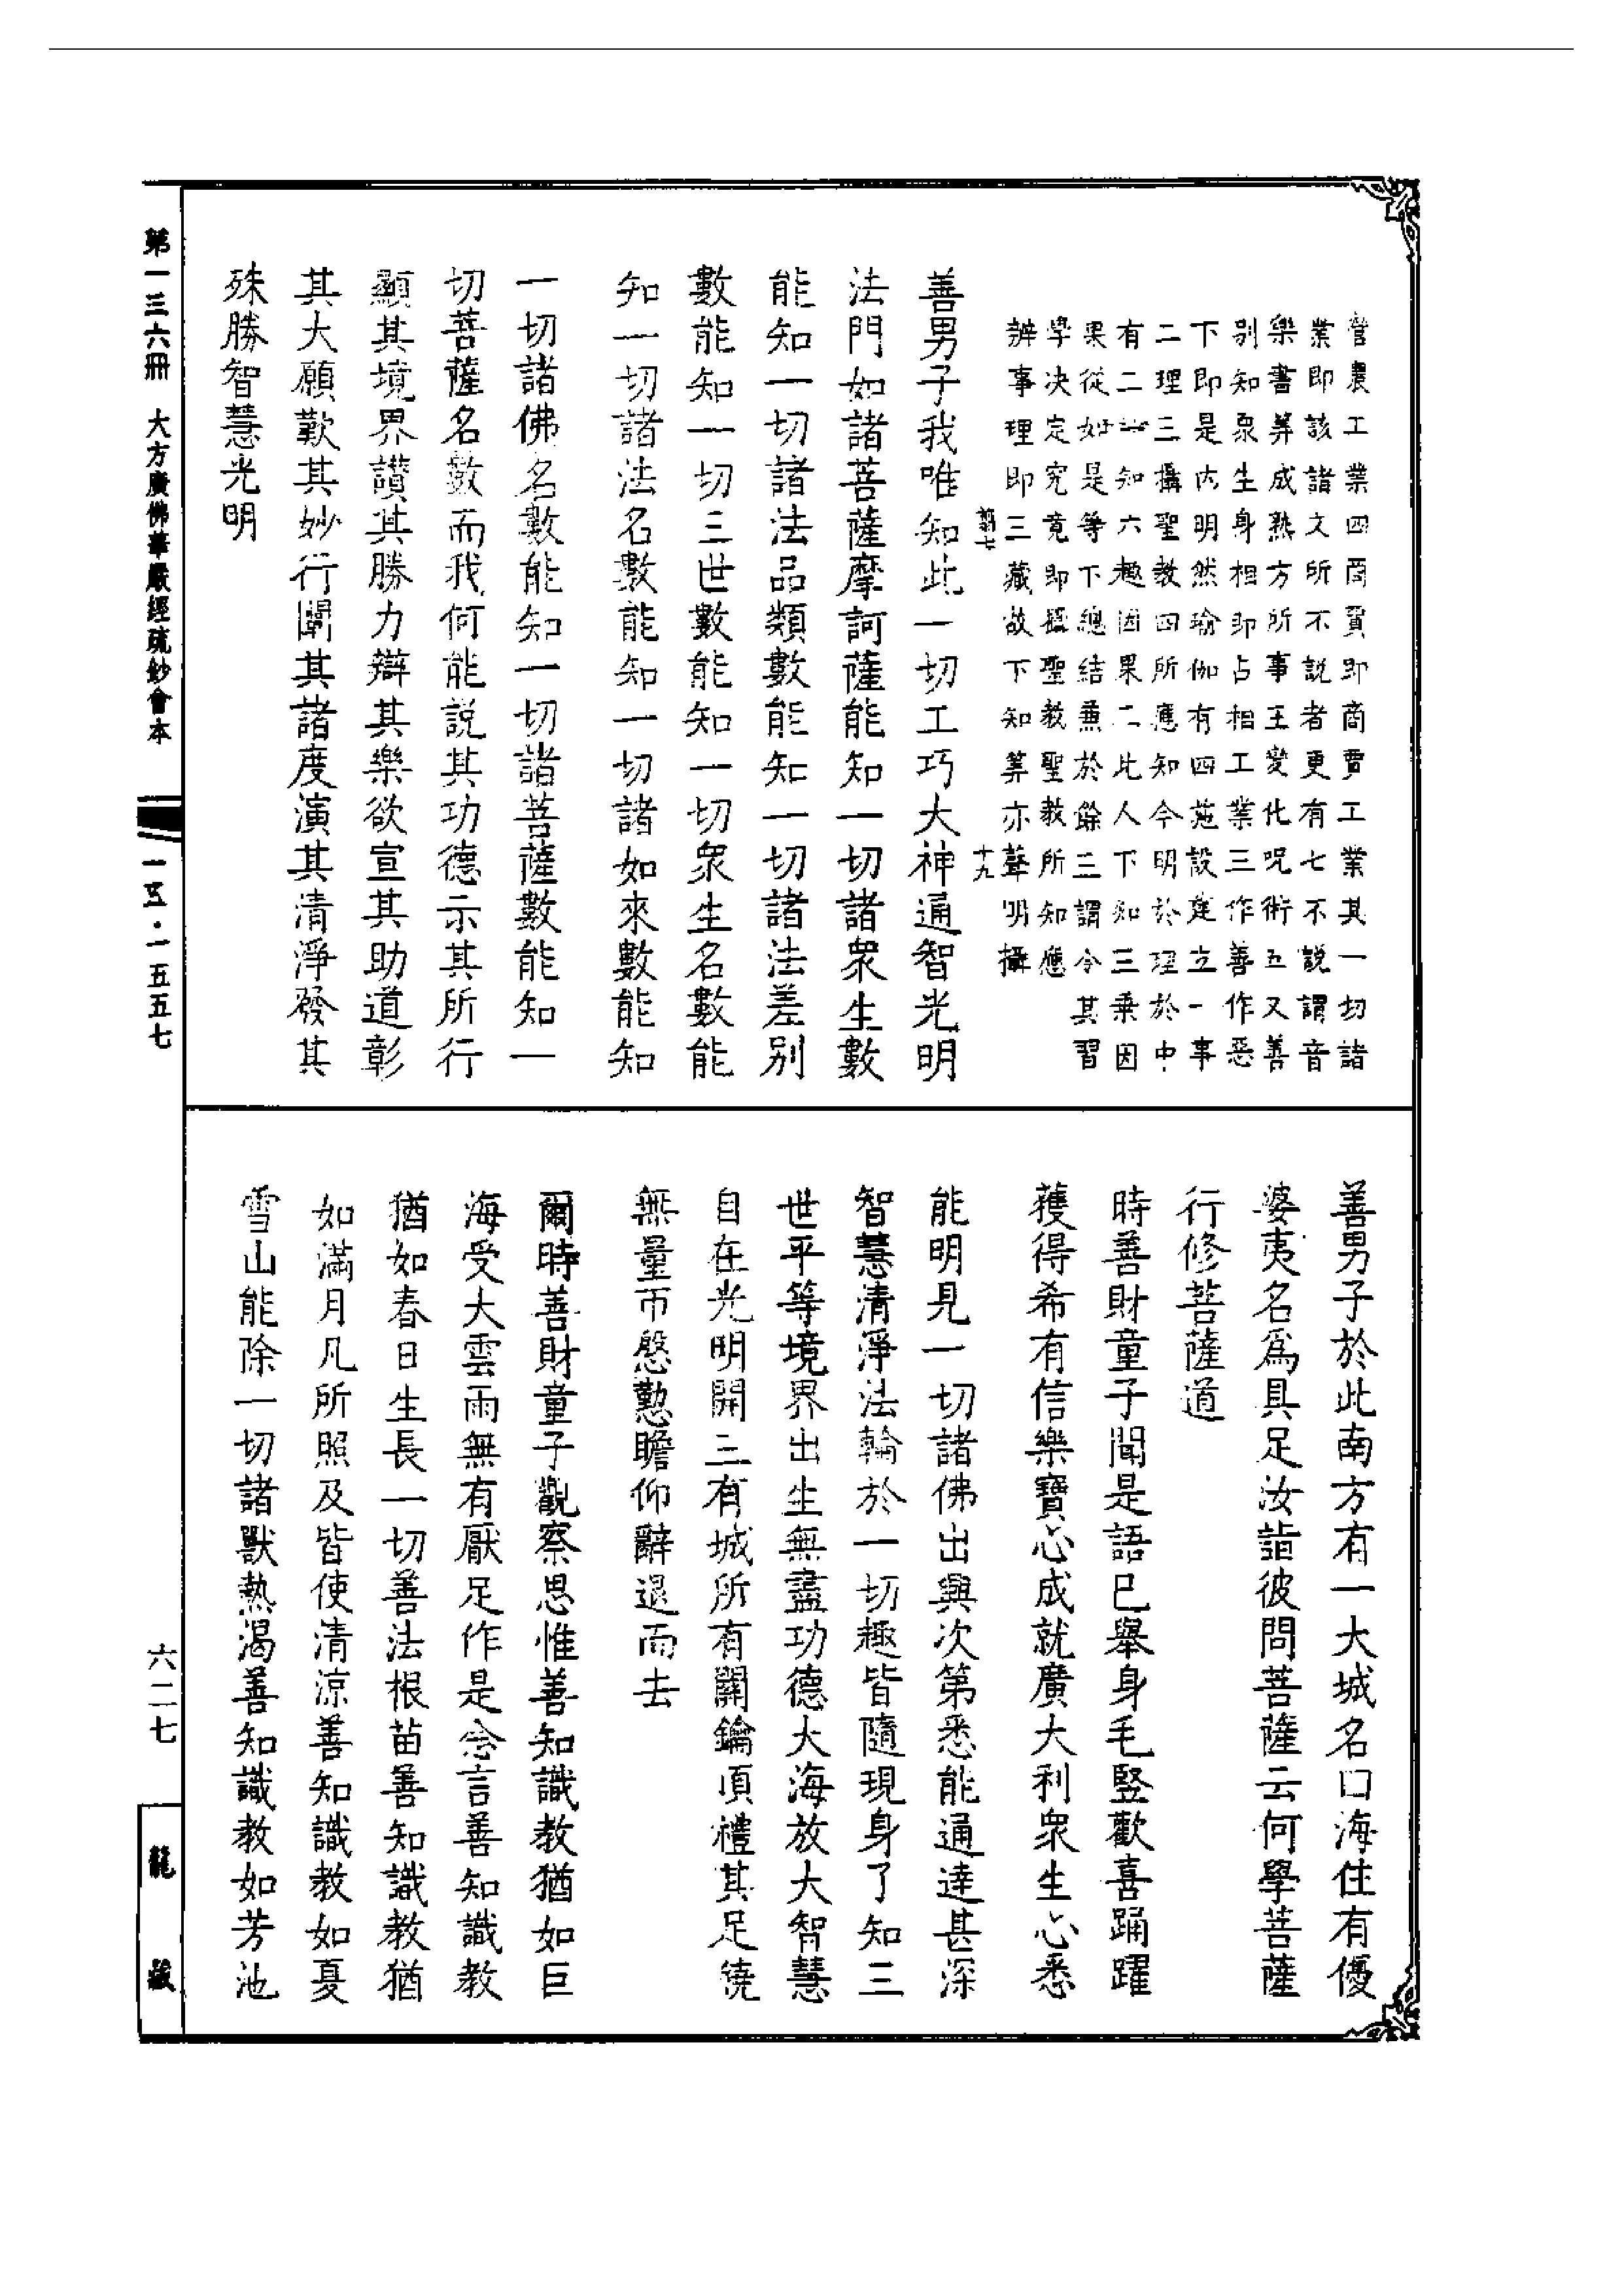 營農工業四商賈即商賈工業其一切諸
業即該諸文所不說者更有七不說謂音
樂書筭成熟方所事王變化呪術五又善
別知衆生身相即占相工業三作善作惡
下即是內明然瑜伽有四施設建立一事
二理三攝聖教四所應知今明於理於中
有二一知六趣因果二此人下知三乘因
果從如是等下總結兼於餘三謂令其習
學決定究竟即攝聖教聖教所知應
辨事理即三藏故下知筭亦聲明攝
翦七 十九
善男子我唯知此一切工巧大神通智光明
法門如諸菩薩摩訶薩能知一切諸衆生數
能知一切諸法品類數能知一切諸法差別
數能知一切三世數能知一切衆生名數能
知一切諸法名數能知一切諸如來數能知
一切諸佛名數能知一切諸菩薩數能知一
切菩薩名數而我何能說其功德示其所行
顯其境界讚其勝力辯其樂欲宣其助道彰
其大願歎其妙行闡其諸度演其清淨發其
殊勝智慧光明
善男子於此南方有一大城名口海住有優
婆夷名爲具足汝詣彼問菩薩云何學菩薩
行修菩薩道
時善財童子聞是語已舉身毛豎歡喜踊躍
獲得希有信樂寶心成就廣大利衆生心悉
能明見一切諸佛出興次第悉能通達甚深
智慧清淨法輪於一切趣皆隨現身了知三
世平等境界出生無盡功德大海放大智慧
自在光明開三有城所有關鑰頂禮其足繞
無量帀慇懃瞻仰辭退而去
爾時善財童子觀察思惟善知識教猶如巨
海受大雲雨無有厭足作是念言善知識教
猶如春日生長一切善法根苗善知識教猶
如滿月凡所照及皆使清涼善知識教如夏
雪山能除一切諸獸熱渴善知識教如芳池
第一三六冊 大方廣佛華嚴經疏鈔會本 一五·一五五七 六二七 龍藏